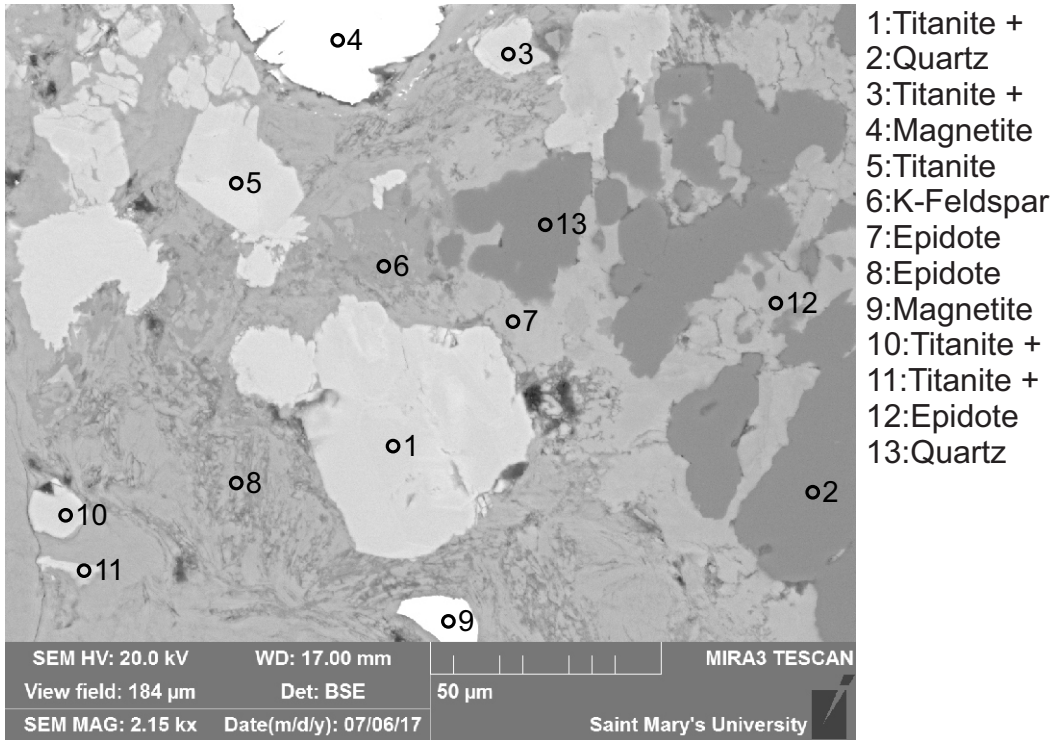 4
3
5
13
6
12
7
1
8
2
10
11
9
1:Titanite +
2:Quartz
3:Titanite +
4:Magnetite
5:Titanite
6:K-Feldspar
7:Epidote
8:Epidote
9:Magnetite
10:Titanite +
11:Titanite +
12:Epidote
13:Quartz
SEM HV: 20.0 kV WD: 17.00 mm MIRA3 TESCAN
View field: 184 µm Det: BSE 50 µm
SEM MAG: 2.15 kx Date(m/d/y): 07/06/17 Saint Mary's University